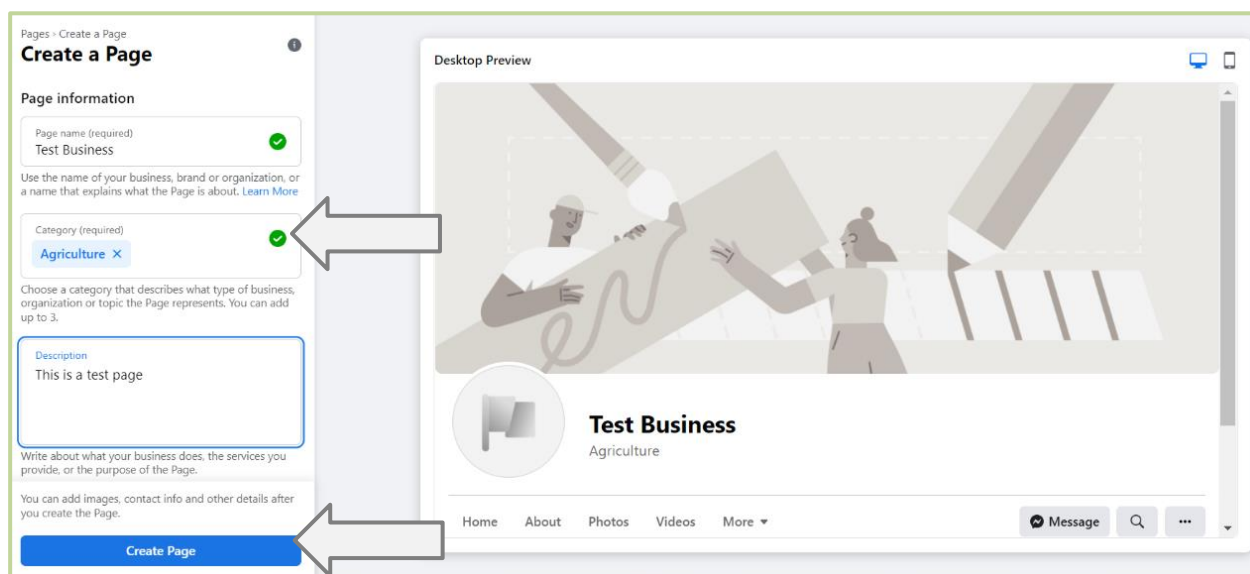 Pages › Create a Page
Create a Page
Page information
Page name (required)
Test Business
Use the name of your business, brand or organization, or
a name that explains what the Page is about. Learn More
Category (required)
Agriculture ×
Choose a category that describes what type of business,
organization or topic the Page represents. You can add
up to 3.
Description
This is a test page
Write about what your business does, the services you
provide, or the purpose of the Page.
You can add images, contact info and other details after
you create the Page.
Create Page
Desktop Preview
Test Business
Agriculture
Home About Photos Videos More
Message